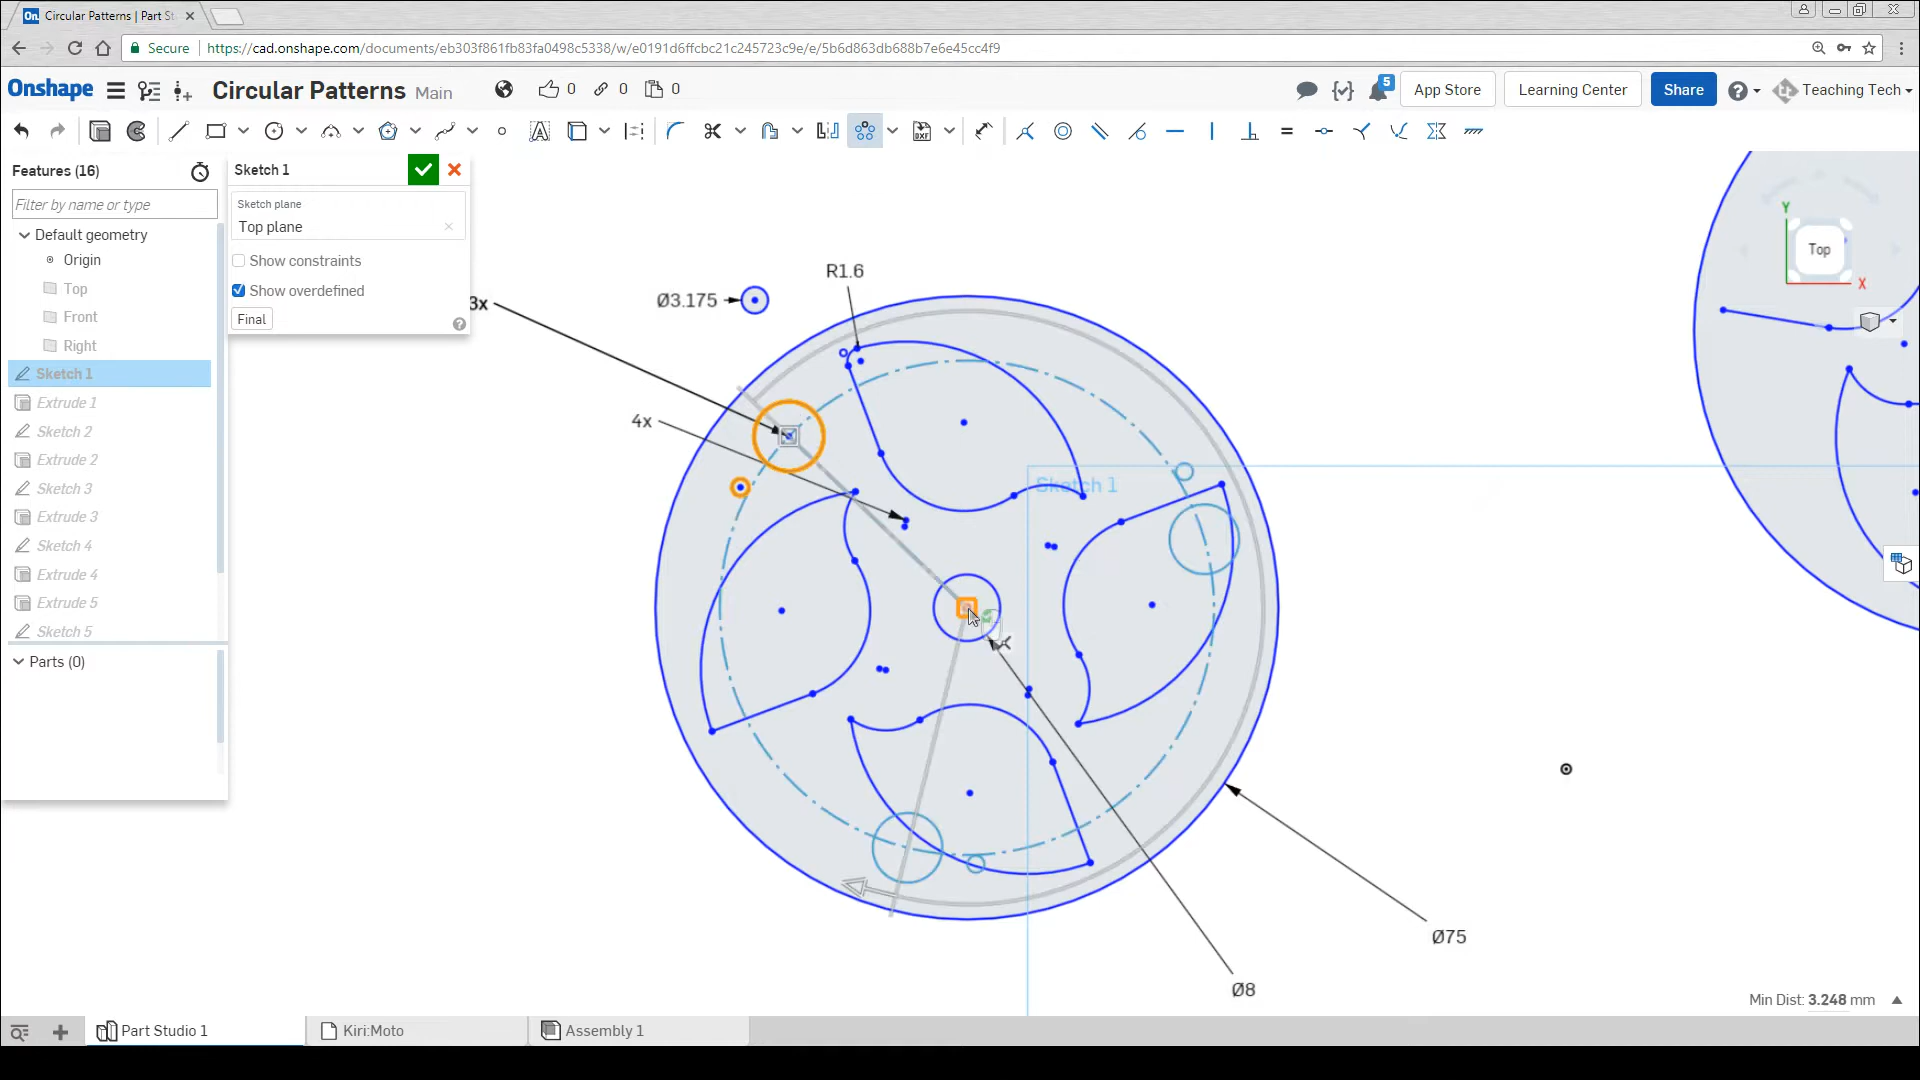 On Circular Patterns | Part St
Secure https://cad.onshape.com/documents/eb303f861fb83fa0498c5338/w/e0191d6ffcbc21c245723c9e/e/5b6d863db688b7e6e45cc4f9
Onshape Circular Patterns Main 0 0 0 5 App Store Learning Center Share Teaching Tech
DXF
Features (16)
Filter by name or type
Default geometry
Origin
Top
Front
Right
Sketch 1
Extrude 1
Sketch 2
Extrude 2
Sketch 3
Extrude 3
Sketch 4
Extrude 4
Extrude 5
Sketch 5
Parts (0)
Sketch 1
Sketch plane
Top plane
Show constraints
Show overdefined
Final
3x
Ø3.175
R1.6
4x
Sketch 1
Y
Top
X
Ø75
Ø8
Min Dist: 3.248 mm
Part Studio 1
Kiri:Moto
Assembly 1